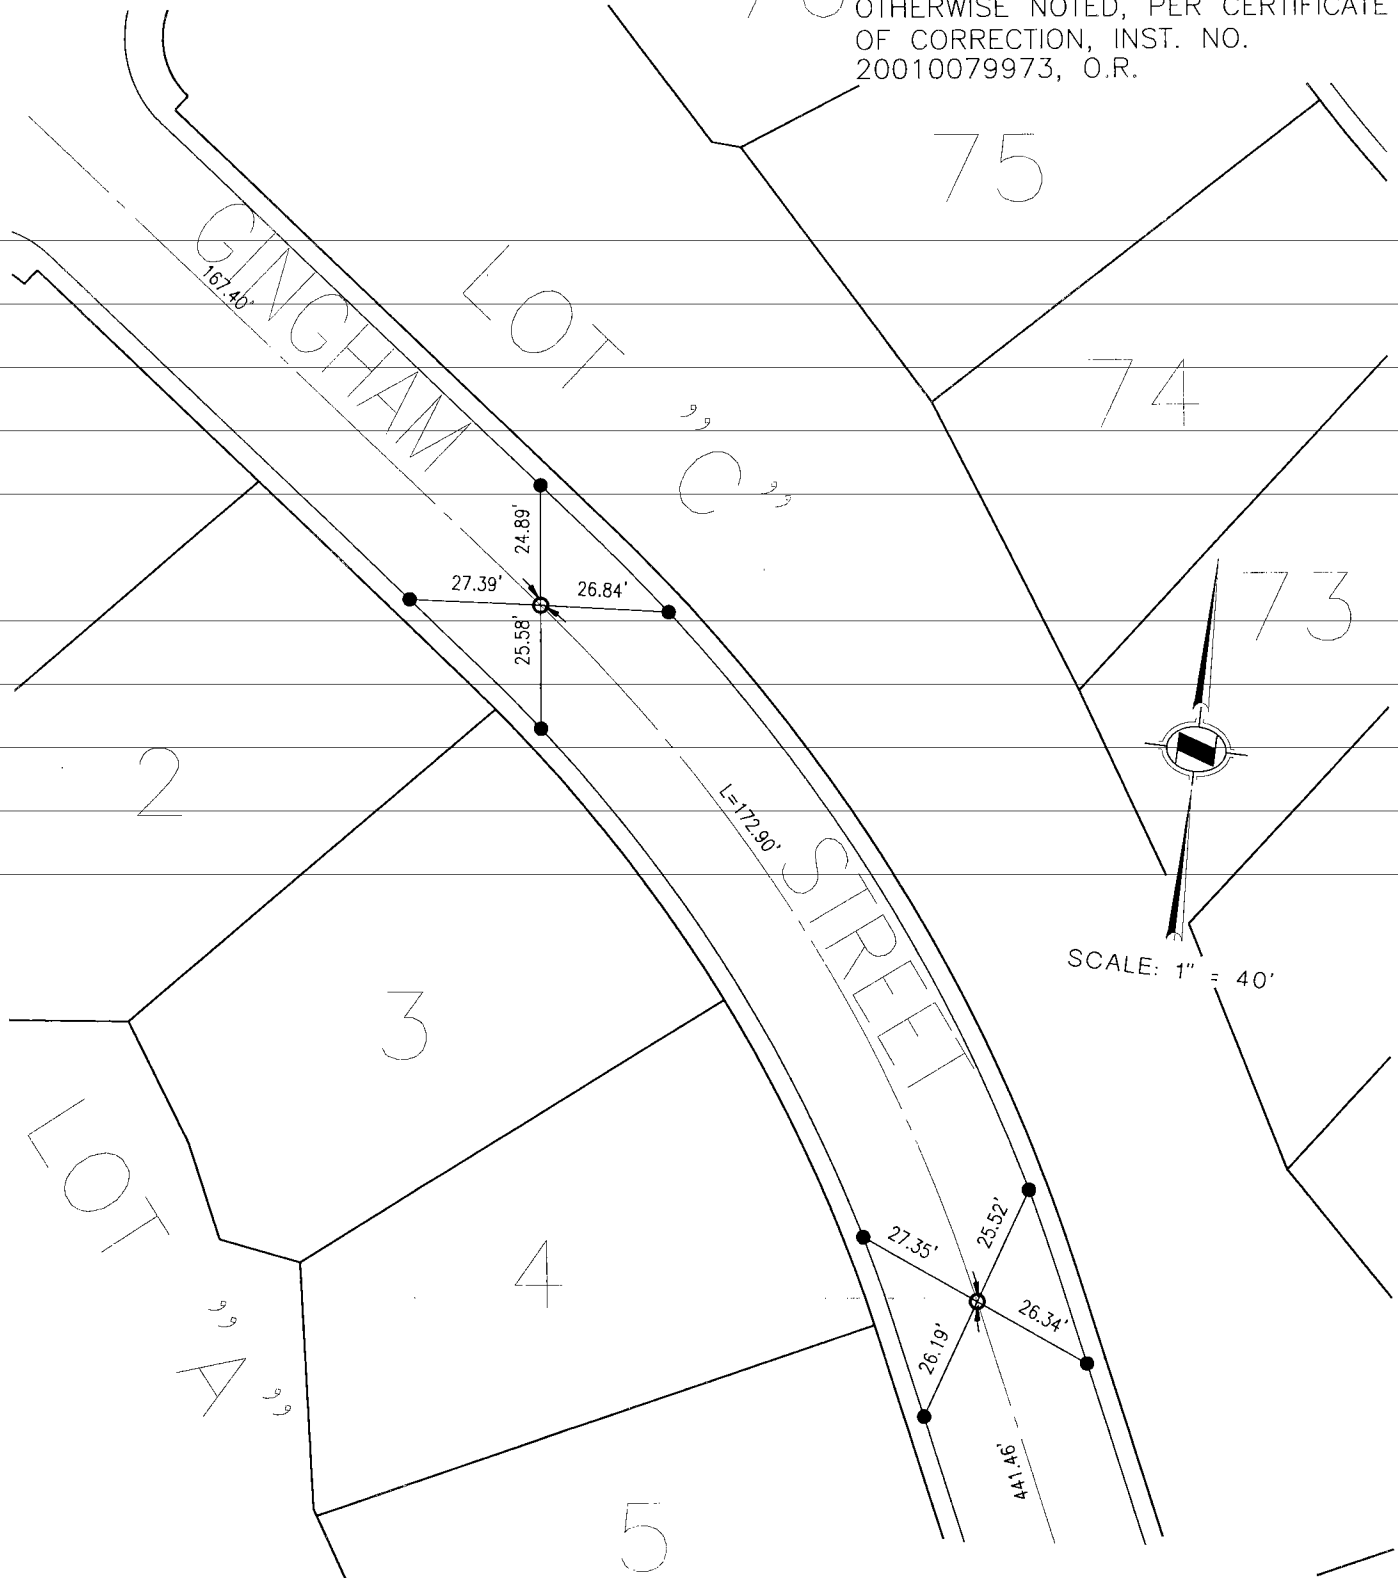 OTHERWISE NOTED, PER CERTIFICATE
OF CORRECTION, INST. NO.
20010079973, O.R.
75
GINGHAM
167.40'
LOT "C"
74
24.89'
27.39'
26.84'
25.58'
73
2
L=172.90'
STREET
SCALE: 1" = 40'
3
LOT "A"
4
27.35'
25.52'
26.34'
26.19'
441.46'
5